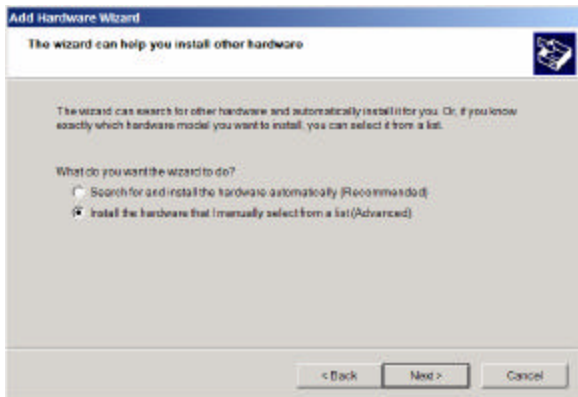 Add Hardware Wizard
The wizard can help you install other hardware
The wizard can search for other hardware and automatically install it for you. Or, if you know
exactly which hardware model you want to install, you can select it from a list.
What do you want the wizard to do?
Search for and install the hardware automatically (Recommended)
Install the hardware that I manually select from a list (Advanced)
< Back
Next >
Cancel